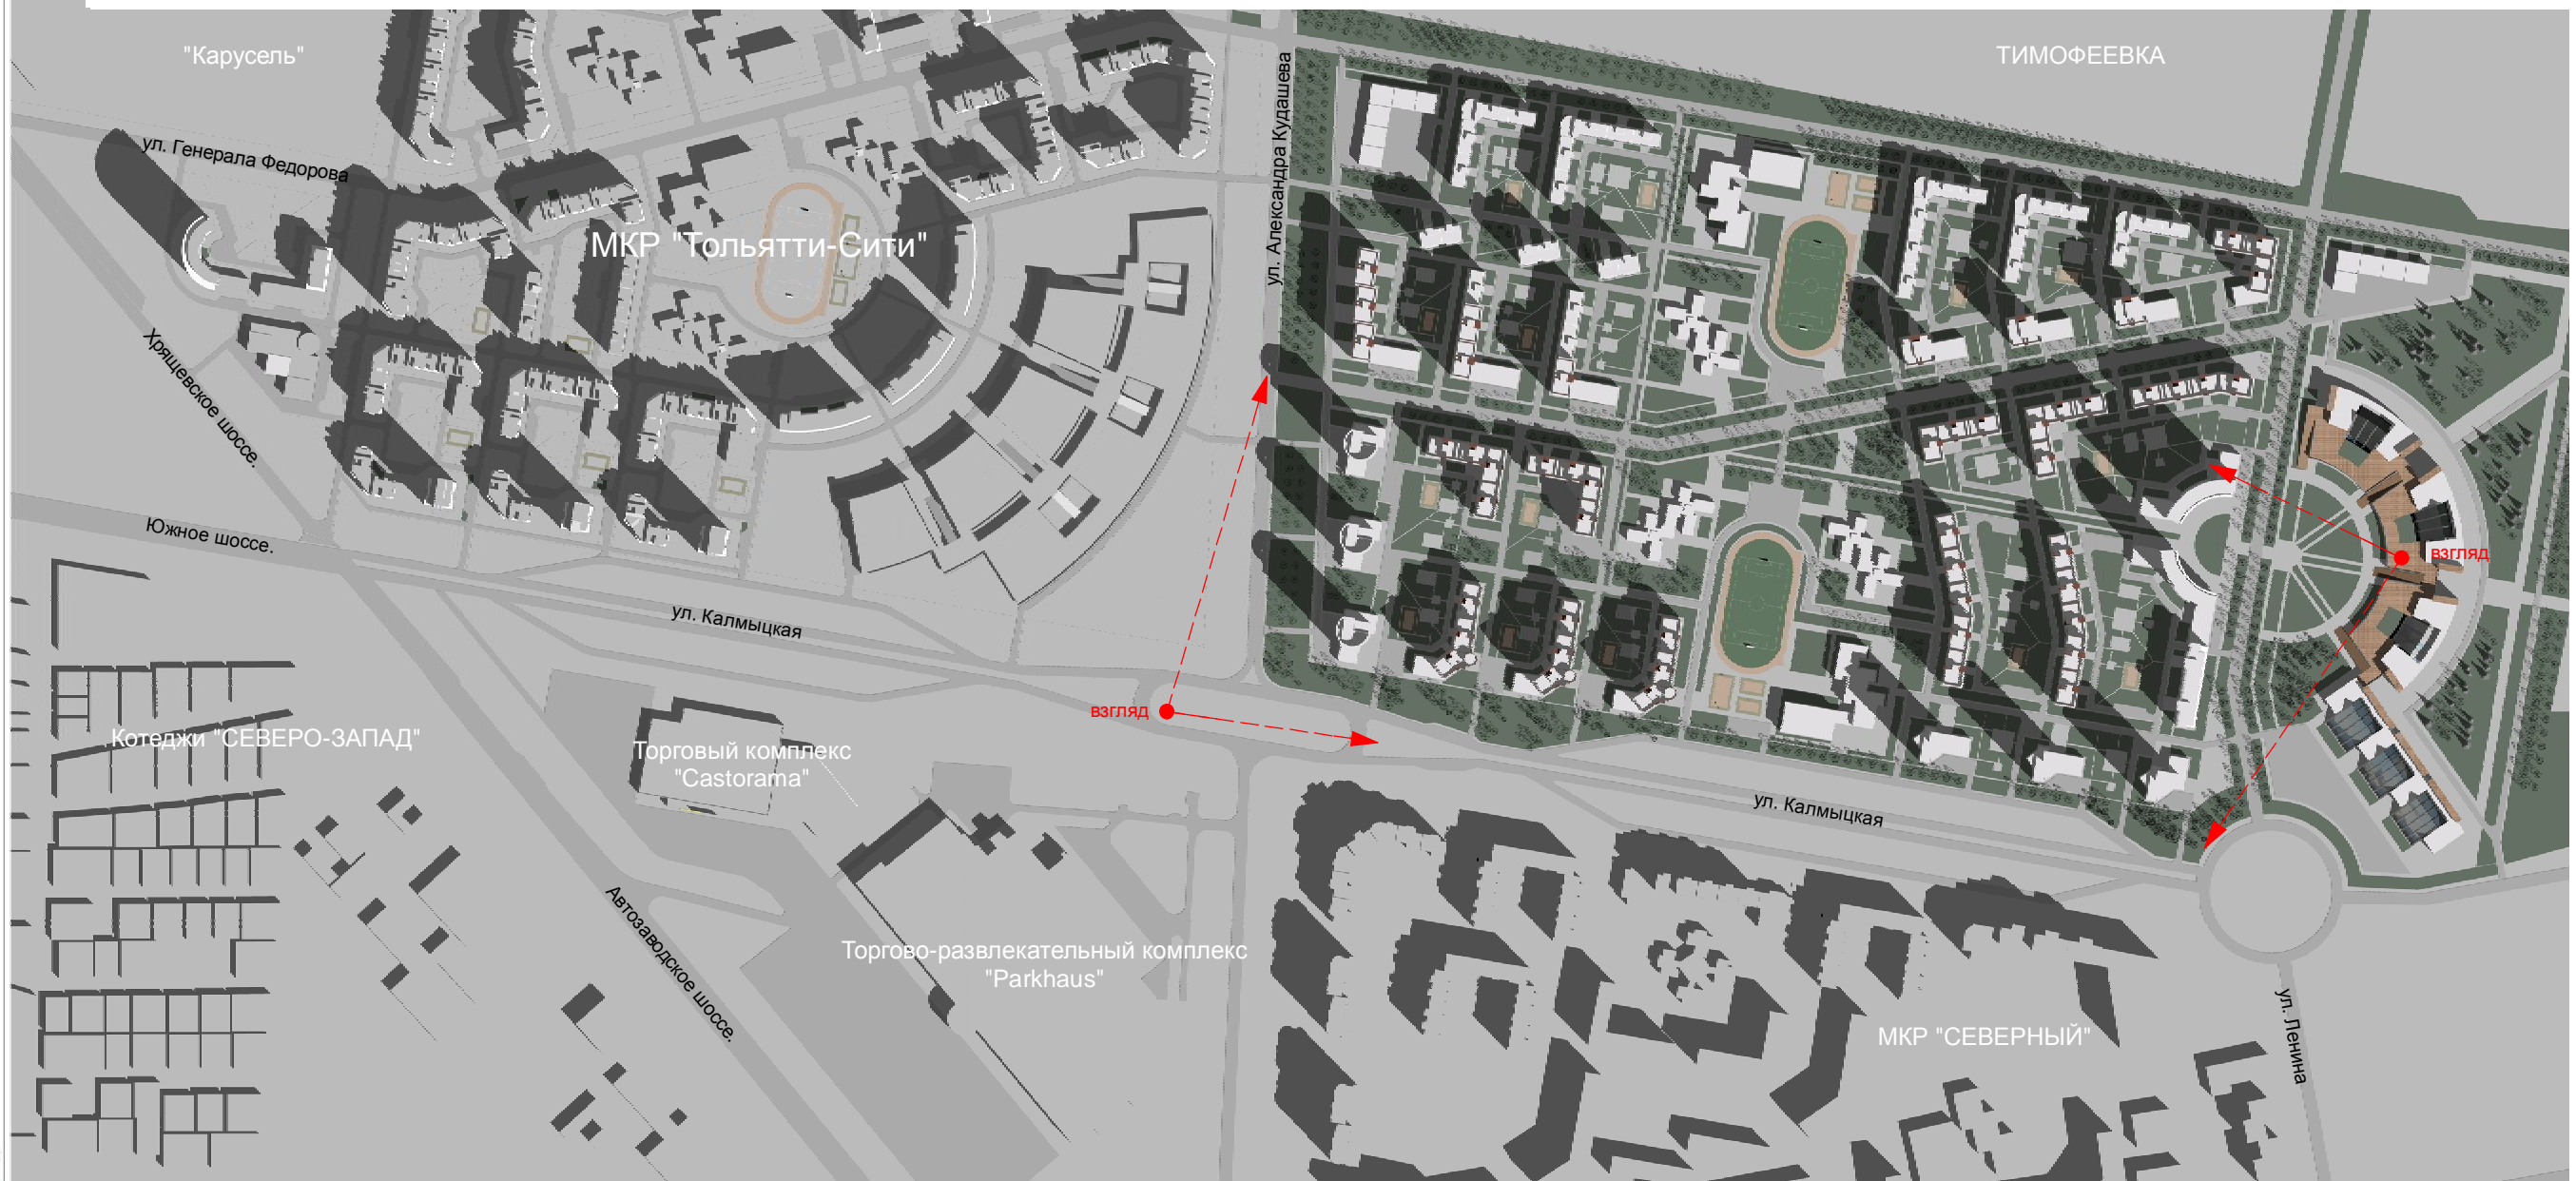 "Карусель"
ТИМОФЕЕВКА
ул. Генерала Федорова
ул. Александра Кудашева
МКР "Тольятти-Сити"
Хрящевское шоссе.
Южное шоссе.
взгляд
ул. Калмыцкая
взгляд
Котеджи "СЕВЕРО-ЗАПАД"
Торговый комплекс
"Castorama"
ул. Калмыцкая
Автозаводское шоссе.
Торгово-развлекательный комплекс
"Parkhaus"
МКР "СЕВЕРНЫЙ"
ул. Ленина